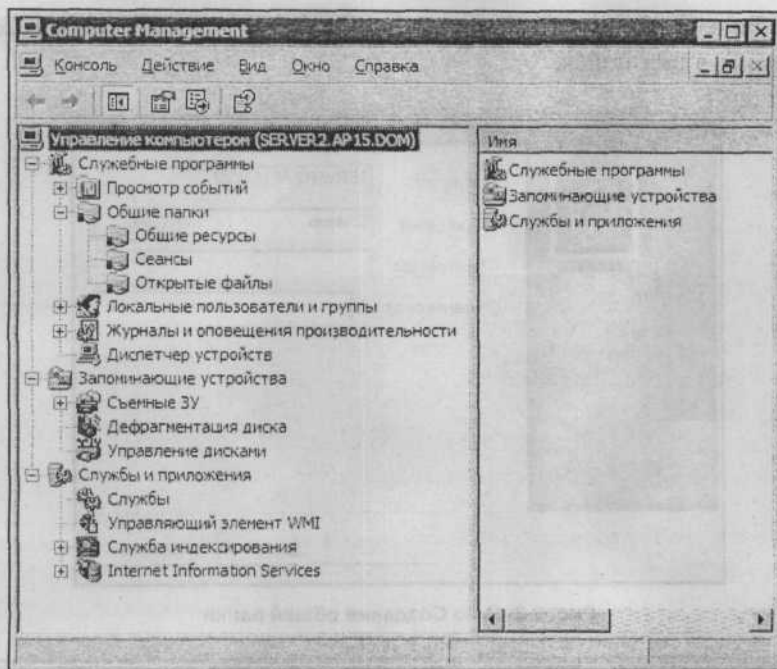 Computer Management
Консоль Действие Вид Окно Справка
Управление компьютером (SERVER2.AP15.DOM)
Служебные программы
Просмотр событий
Общие папки
Общие ресурсы
Сеансы
Открытые файлы
Локальные пользователи и группы
Журналы и оповещения производительности
Диспетчер устройств
Запоминающие устройства
Съемные ЗУ
Дефрагментация диска
Управление дисками
Службы и приложения
Службы
Управляющий элемент WMI
Служба индексирования
Internet Information Services
Имя
Служебные программы
Запоминающие устройства
Службы и приложения
Создание общей папки